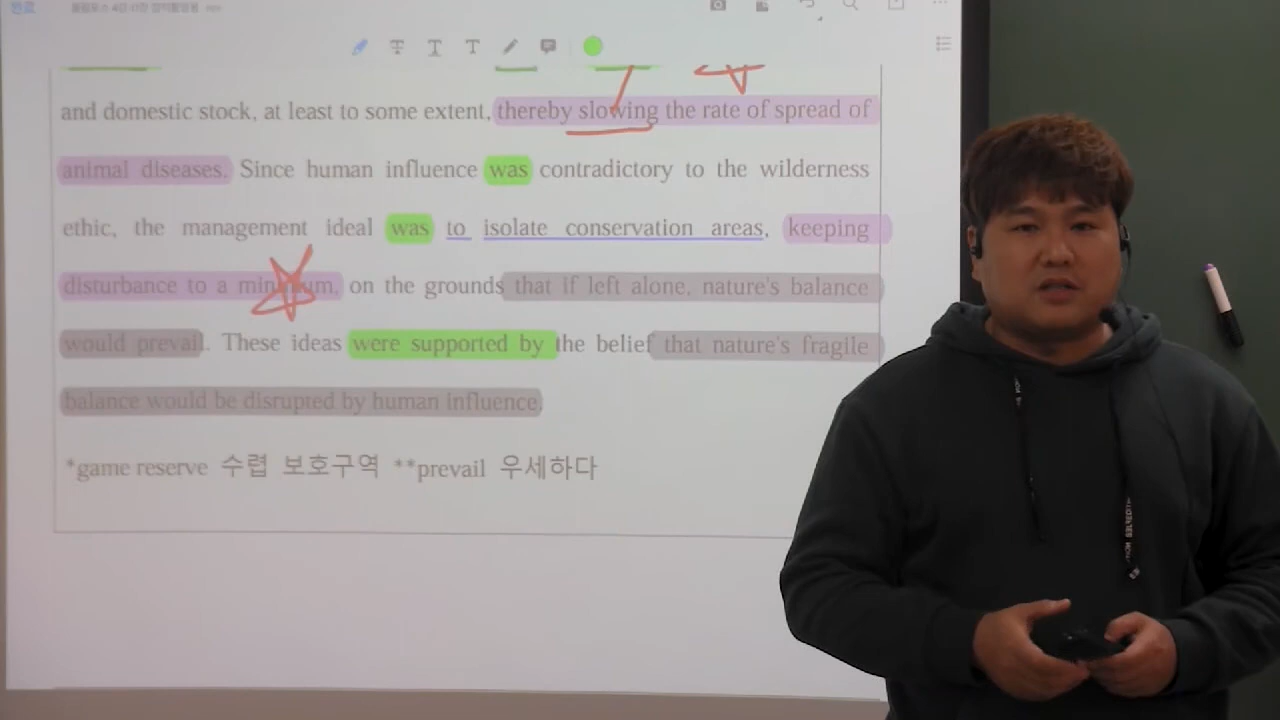 완료
and domestic stock, at least to some extent, thereby slowing the rate of spread of
animal diseases. Since human influence was contradictory to the wilderness
ethic, the management ideal was to isolate conservation areas, keeping
disturbance to a minimum, on the grounds that if left alone, nature's balance
would prevail. These ideas were supported by the belief that nature's fragile
balance would be disrupted by human influence.
*game reserve 수렵 보호구역 **prevail 우세하다